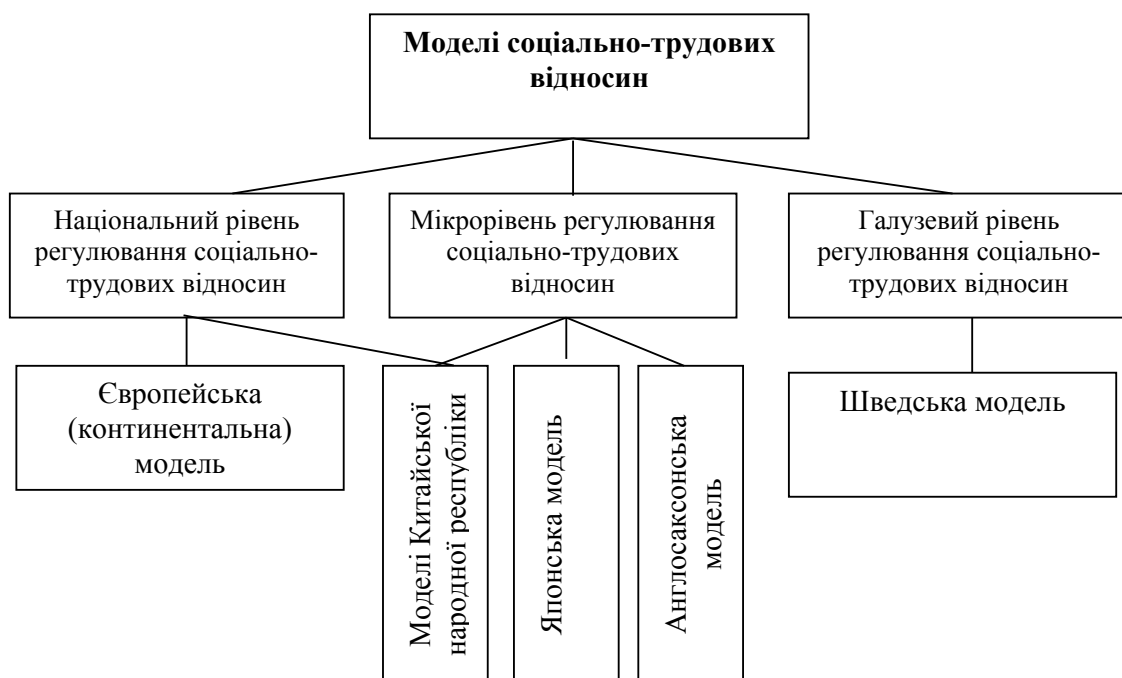 Моделі соціально-трудових
відносин
Національний рівень
регулювання соціально-
трудових відносин
Мікрорівень регулювання
соціально-трудових
відносин
Галузевий рівень
регулювання соціально-
трудових відносин
Європейська
(континентальна)
модель
Моделі Китайської
народної республіки
Японська модель
Англосаксонська
модель
Шведська модель